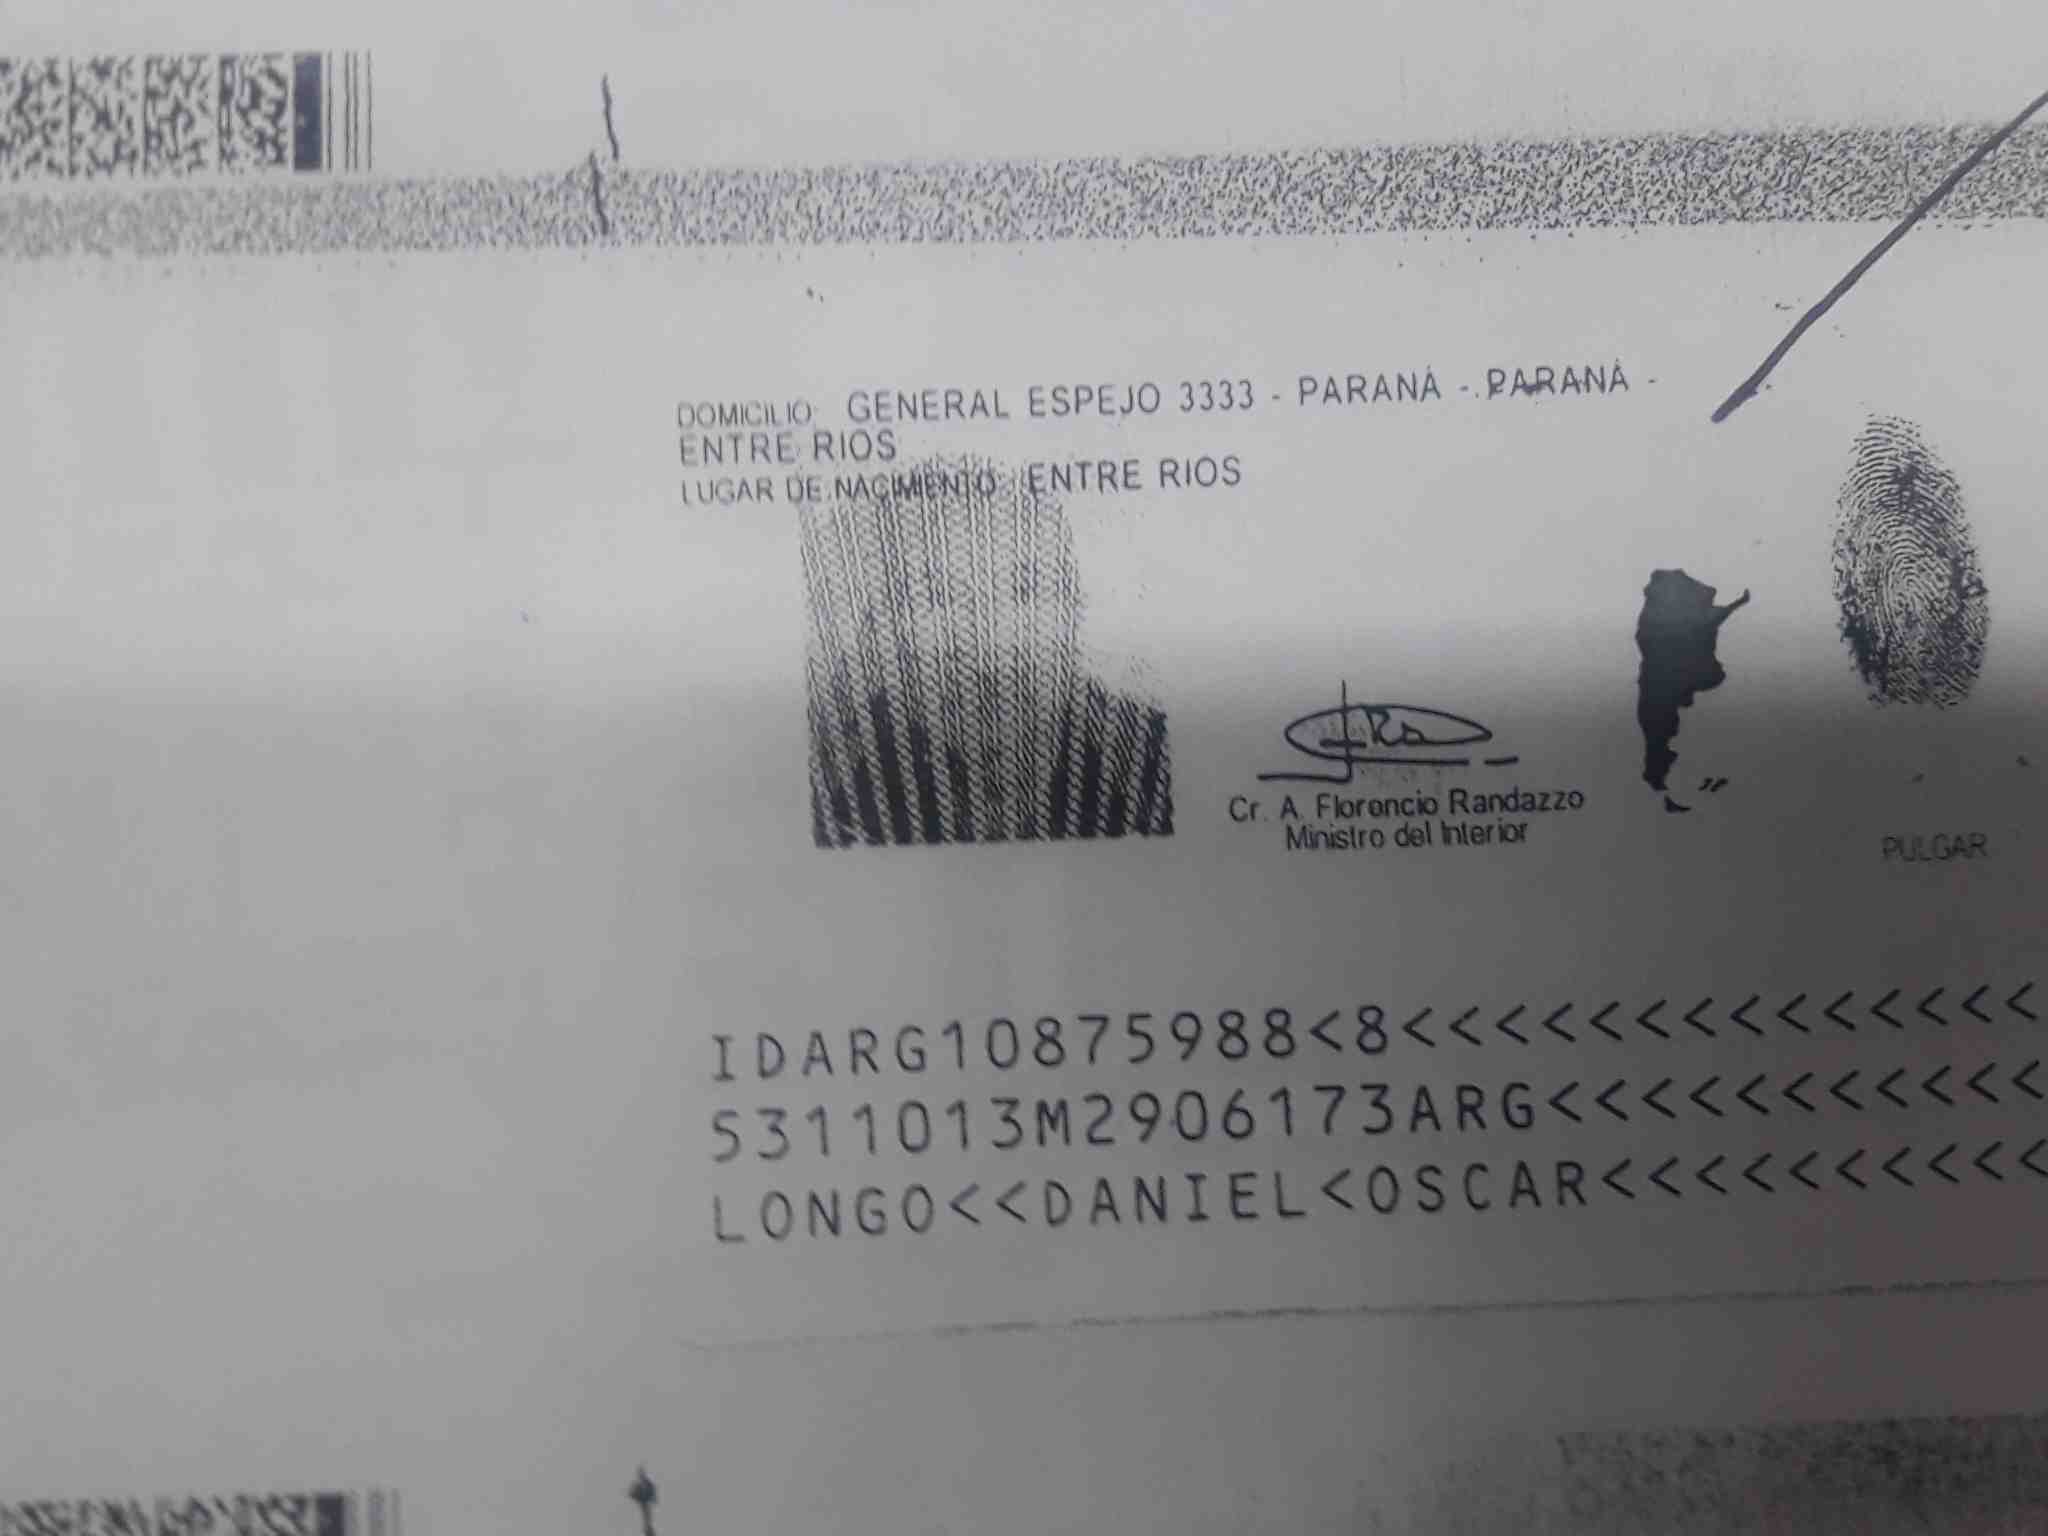 DOMICILIO: GENERAL ESPEJO 3333 - PARANÁ - PARANÁ -
ENTRE RIOS
LUGAR DE NACIMIENTO: ENTRE RIOS
Cr. A. Florencio Randazzo
Ministro del Interior
PULGAR
IDARG10875988<8<<<<<<<<<<<<<<
S311013M2906173ARG<<<<<<<<<<<
LONGO<<DANIEL<OSCAR<<<<<<<<<<